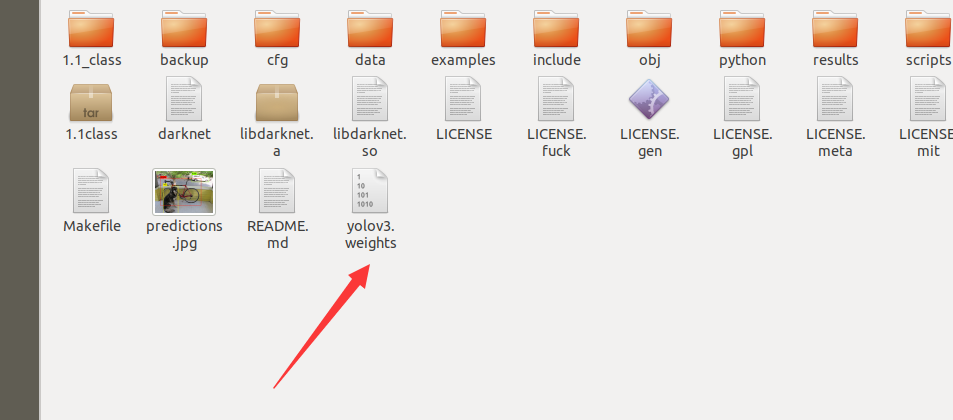 1.1_class
backup
cfg
data
examples
include
obj
python
results
scripts
tar
1.1class
darknet
libdarknet.
a
libdarknet.
so
LICENSE
LICENSE.
fuck
LICENSE.
gen
LICENSE.
gpl
LICENSE.
meta
LICENSE
mit
1
10
101
1010
Makefile
predictions
.jpg
README.
md
yolov3.
weights